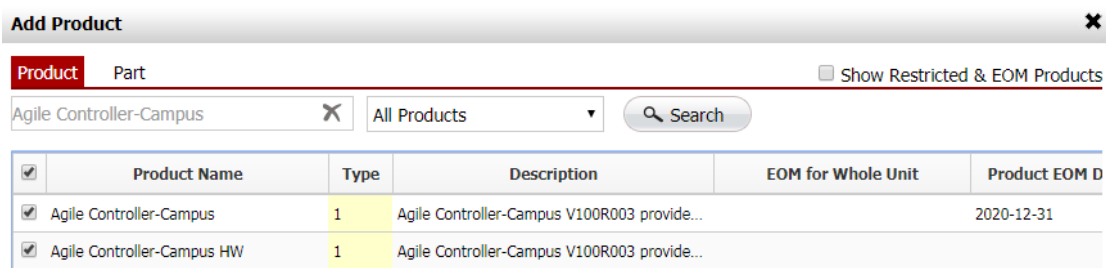 Add Product
Product Part Show Restricted & EOM Products
Agile Controller-Campus All Products Search
Product Name Type Description EOM for Whole Unit Product EOM D
Agile Controller-Campus 1 Agile Controller-Campus V100R003 provide... 2020-12-31
Agile Controller-Campus HW 1 Agile Controller-Campus V100R003 provide...